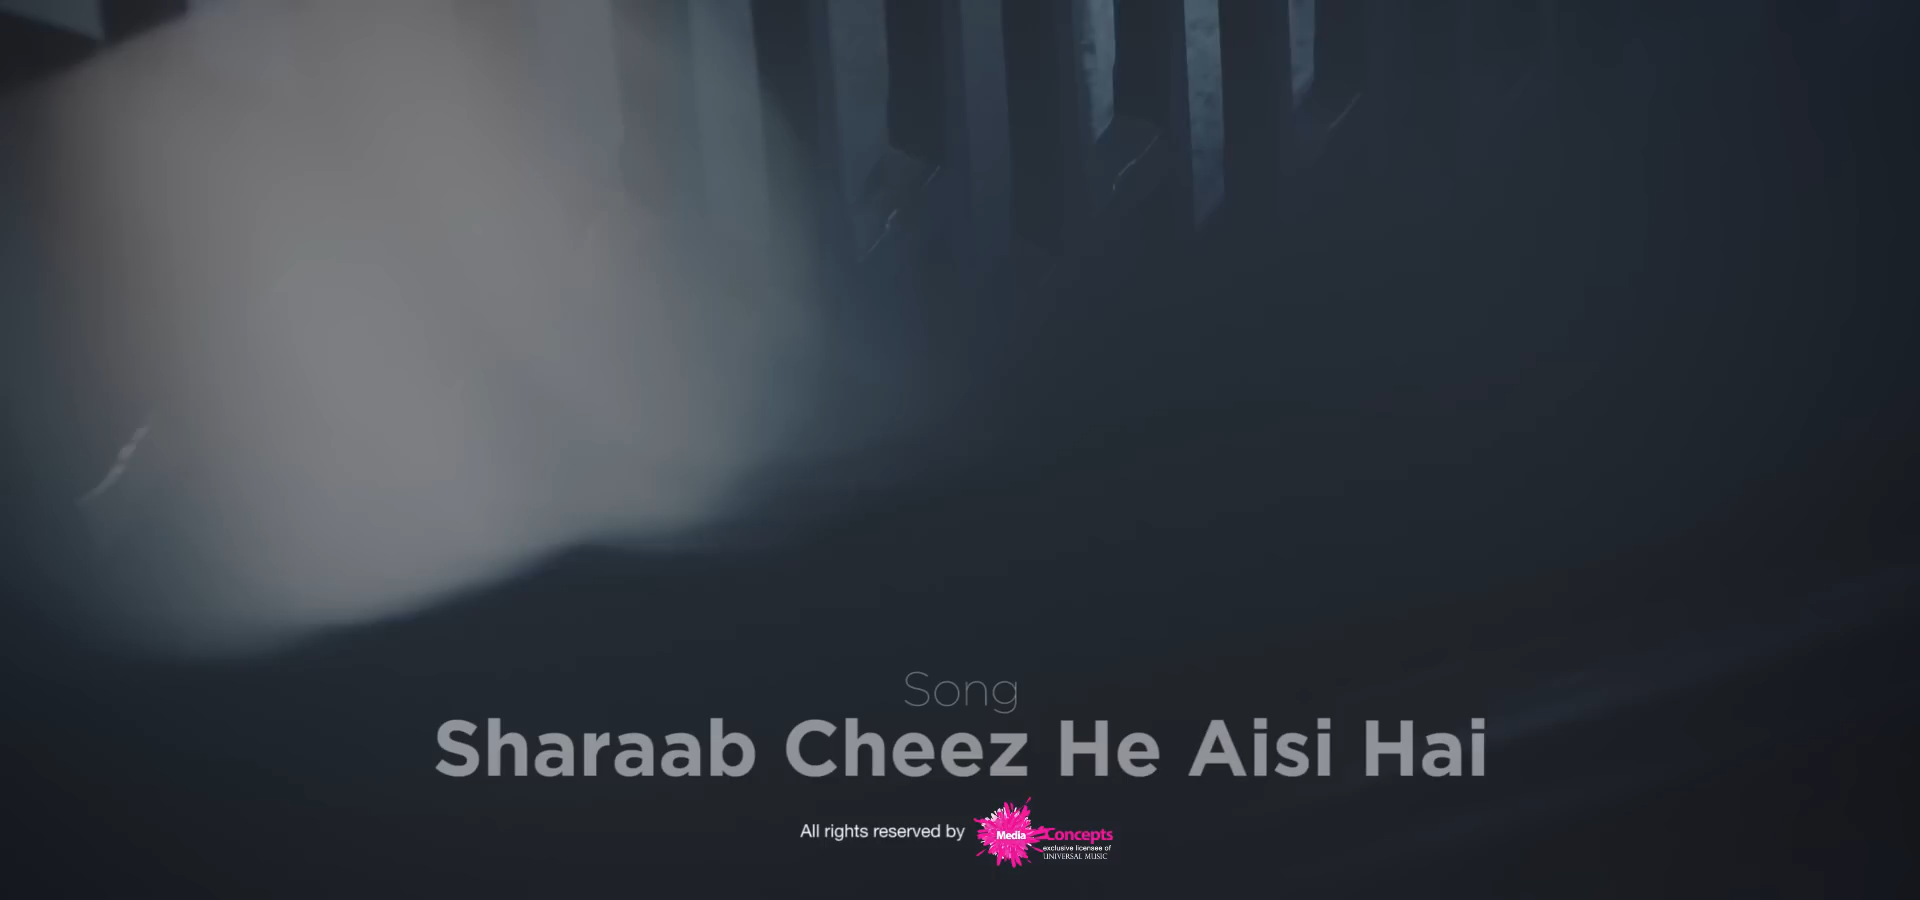 Song
Sharaab Cheez He Aisi Hai
All rights reserved by
Media Concepts
exclusive licensee of
UNIVERSAL MUSIC